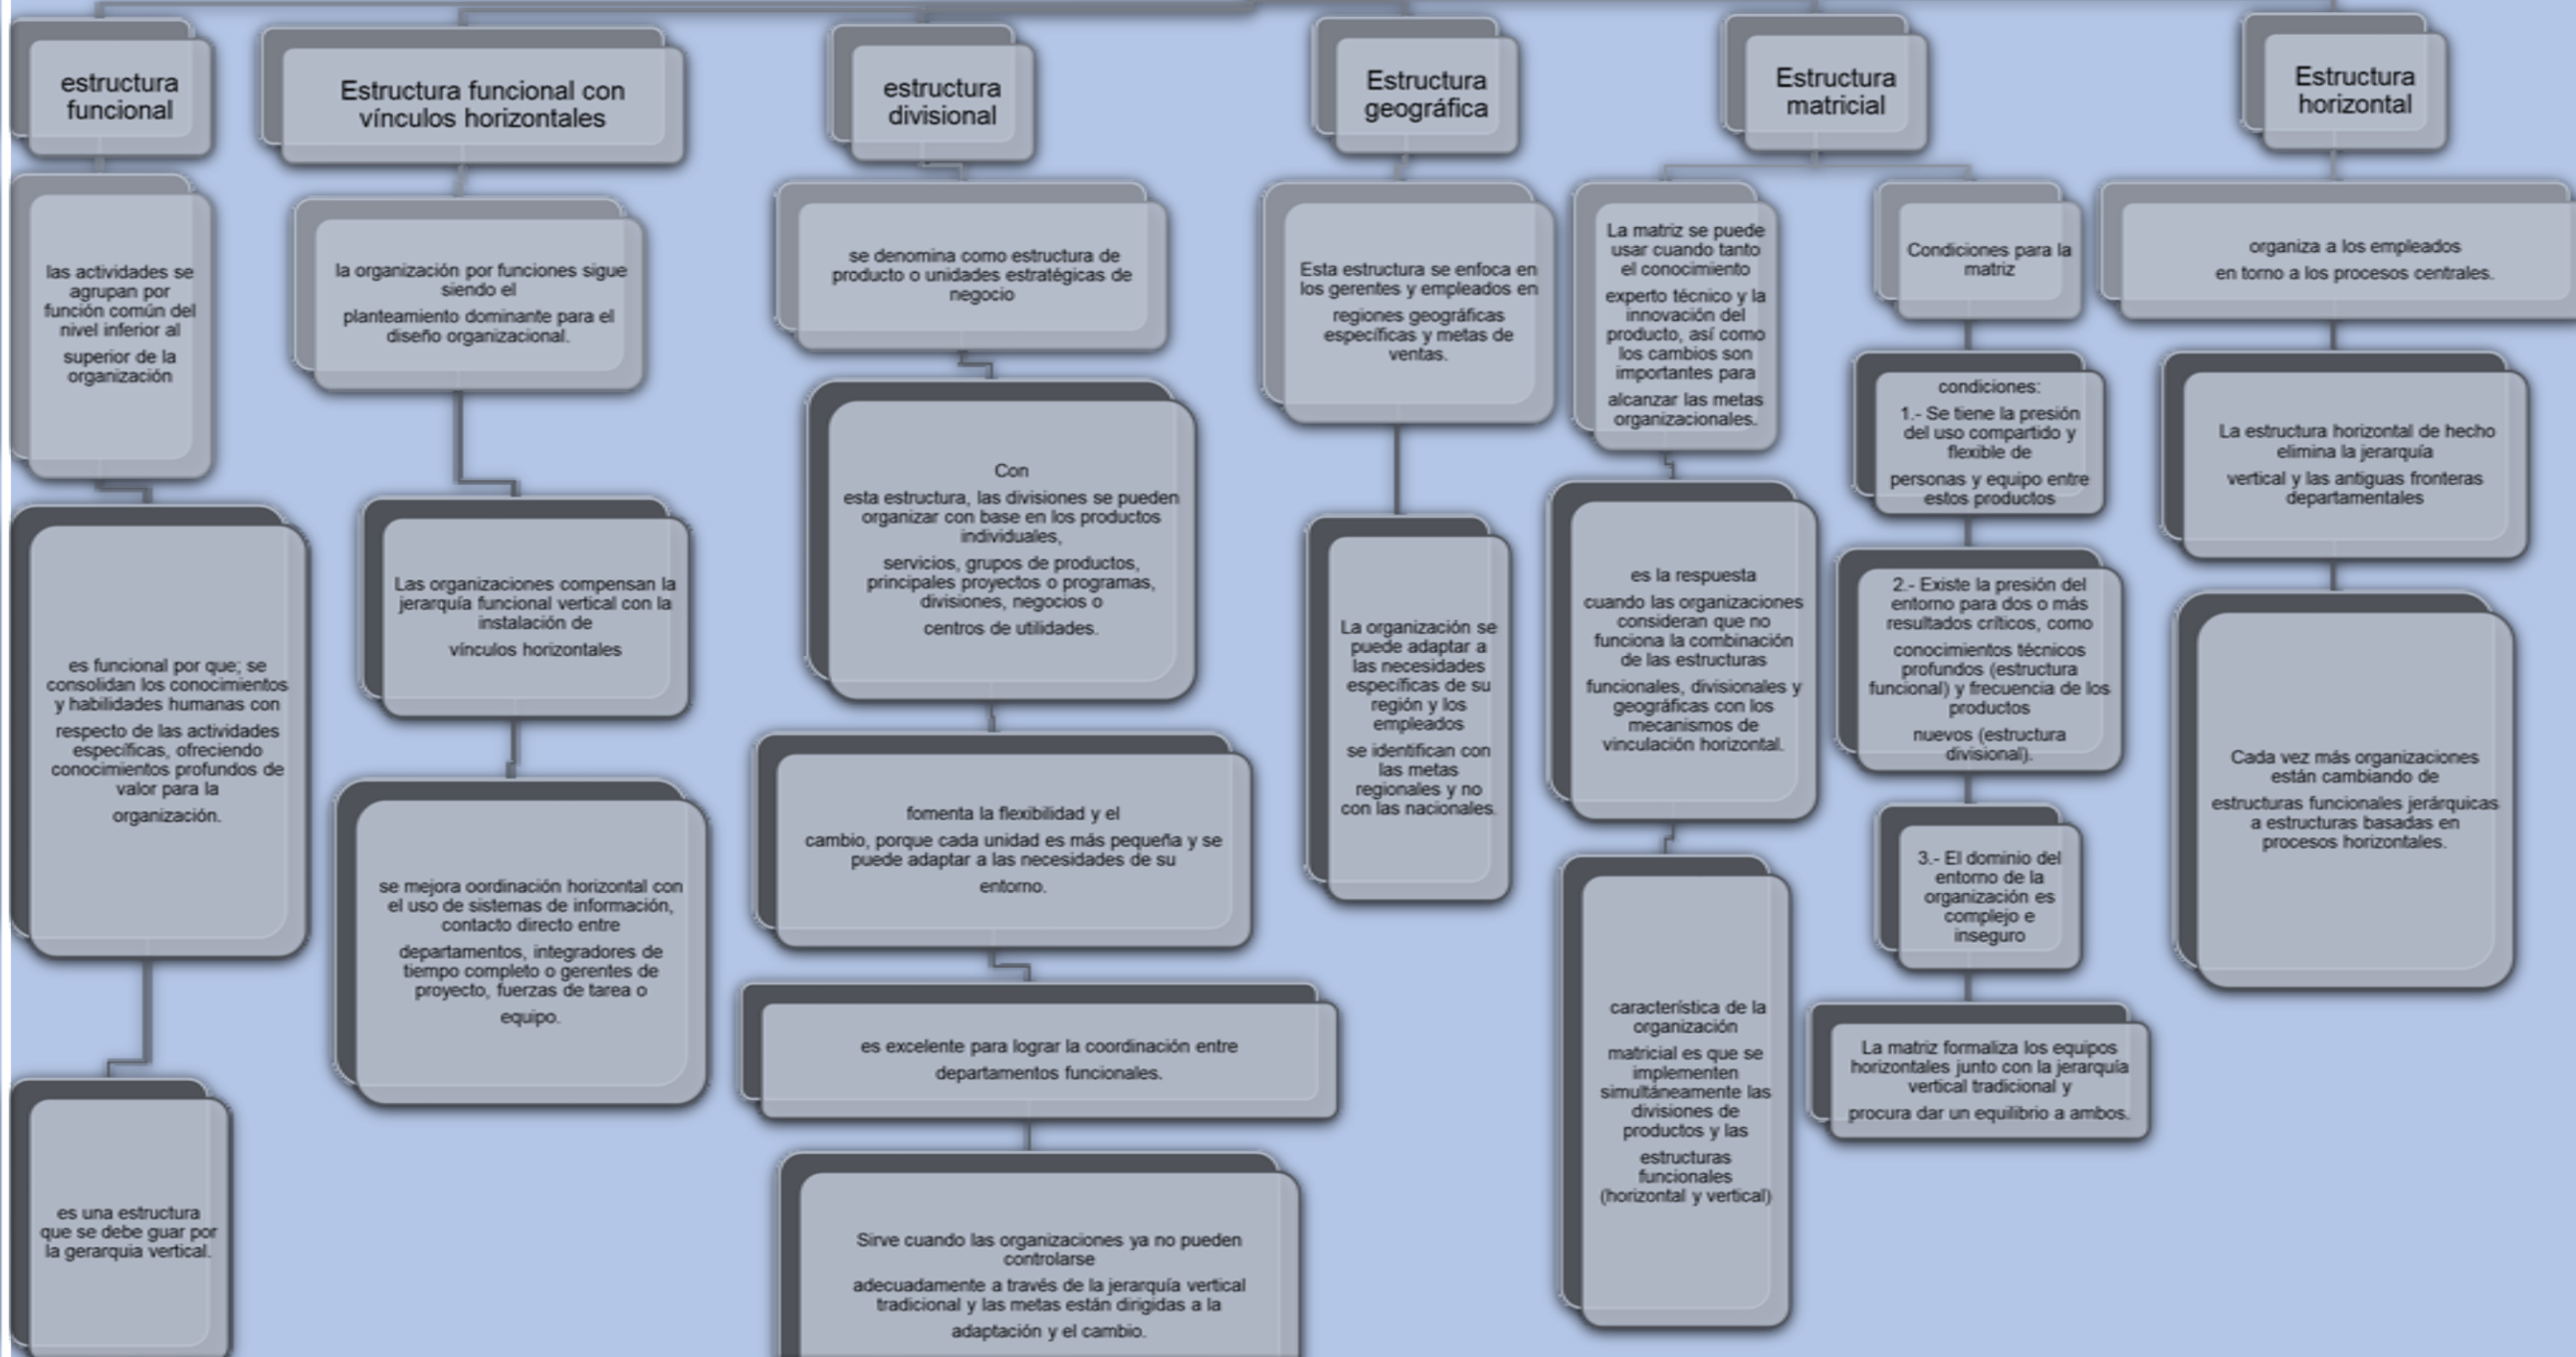 estructura
funcional
las actividades se
agrupan por
función común del
nivel inferior al
superior de la
organización
es funcional por que; se
consolidan los conocimientos
y habilidades humanas con
respecto de las actividades
específicas, ofreciendo
conocimientos profundos de
valor para la
organización.
es una estructura
que se debe guar por
la gerarquia vertical.
Estructura funcional con
vínculos horizontales
la organización por funciones sigue
siendo el
planteamiento dominante para el
diseño organizacional.
Las organizaciones compensan la
jerarquía funcional vertical con la
instalación de
vínculos horizontales
se mejora oordinación horizontal con
el uso de sistemas de información,
contacto directo entre
departamentos, integradores de
tiempo completo o gerentes de
proyecto, fuerzas de tarea o
equipo.
estructura
divisional
se denomina como estructura de
producto o unidades estratégicas de
negocio
Con
esta estructura, las divisiones se pueden
organizar con base en los productos
individuales,
servicios, grupos de productos,
principales proyectos o programas,
divisiones, negocios o
centros de utilidades.
fomenta la flexibilidad y el
cambio, porque cada unidad es más pequeña y se
puede adaptar a las necesidades de su
entorno.
es excelente para lograr la coordinación entre
departamentos funcionales.
Sirve cuando las organizaciones ya no pueden
controlarse
adecuadamente a través de la jerarquía vertical
tradicional y las metas están dirigidas a la
adaptación y el cambio.
Estructura
geográfica
Esta estructura se enfoca en
los gerentes y empleados en
regiones geográficas
específicas y metas de
ventas.
La organización se
puede adaptar a
las necesidades
específicas de su
región y los
empleados
se identifican con
las metas
regionales y no
con las nacionales.
Estructura
matricial
La matriz se puede
usar cuando tanto
el conocimiento
experto técnico y la
innovación del
producto, así como
los cambios son
importantes para
alcanzar las metas
organizacionales.
es la respuesta
cuando las organizaciones
consideran que no
funciona la combinación
de las estructuras
funcionales, divisionales y
geográficas con los
mecanismos de
vinculación horizontal.
característica de la
organización
matricial es que se
implementen
simultáneamente las
divisiones de
productos y las
estructuras
funcionales
(horizontal y vertical)
Condiciones para la
matriz
condiciones:
1.- Se tiene la presión
del uso compartido y
flexible de
personas y equipo entre
estos productos
2.- Existe la presión del
entorno para dos o más
resultados críticos, como
conocimientos técnicos
profundos (estructura
funcional) y frecuencia de los
productos
nuevos (estructura
divisional).
3.- El dominio del
entorno de la
organización es
complejo e
inseguro
La matriz formaliza los equipos
horizontales junto con la jerarquía
vertical tradicional y
procura dar un equilibrio a ambos.
Estructura
horizontal
organiza a los empleados
en torno a los procesos centrales.
La estructura horizontal de hecho
elimina la jerarquía
vertical y las antiguas fronteras
departamentales
Cada vez más organizaciones
están cambiando de
estructuras funcionales jerárquicas
a estructuras basadas en
procesos horizontales.